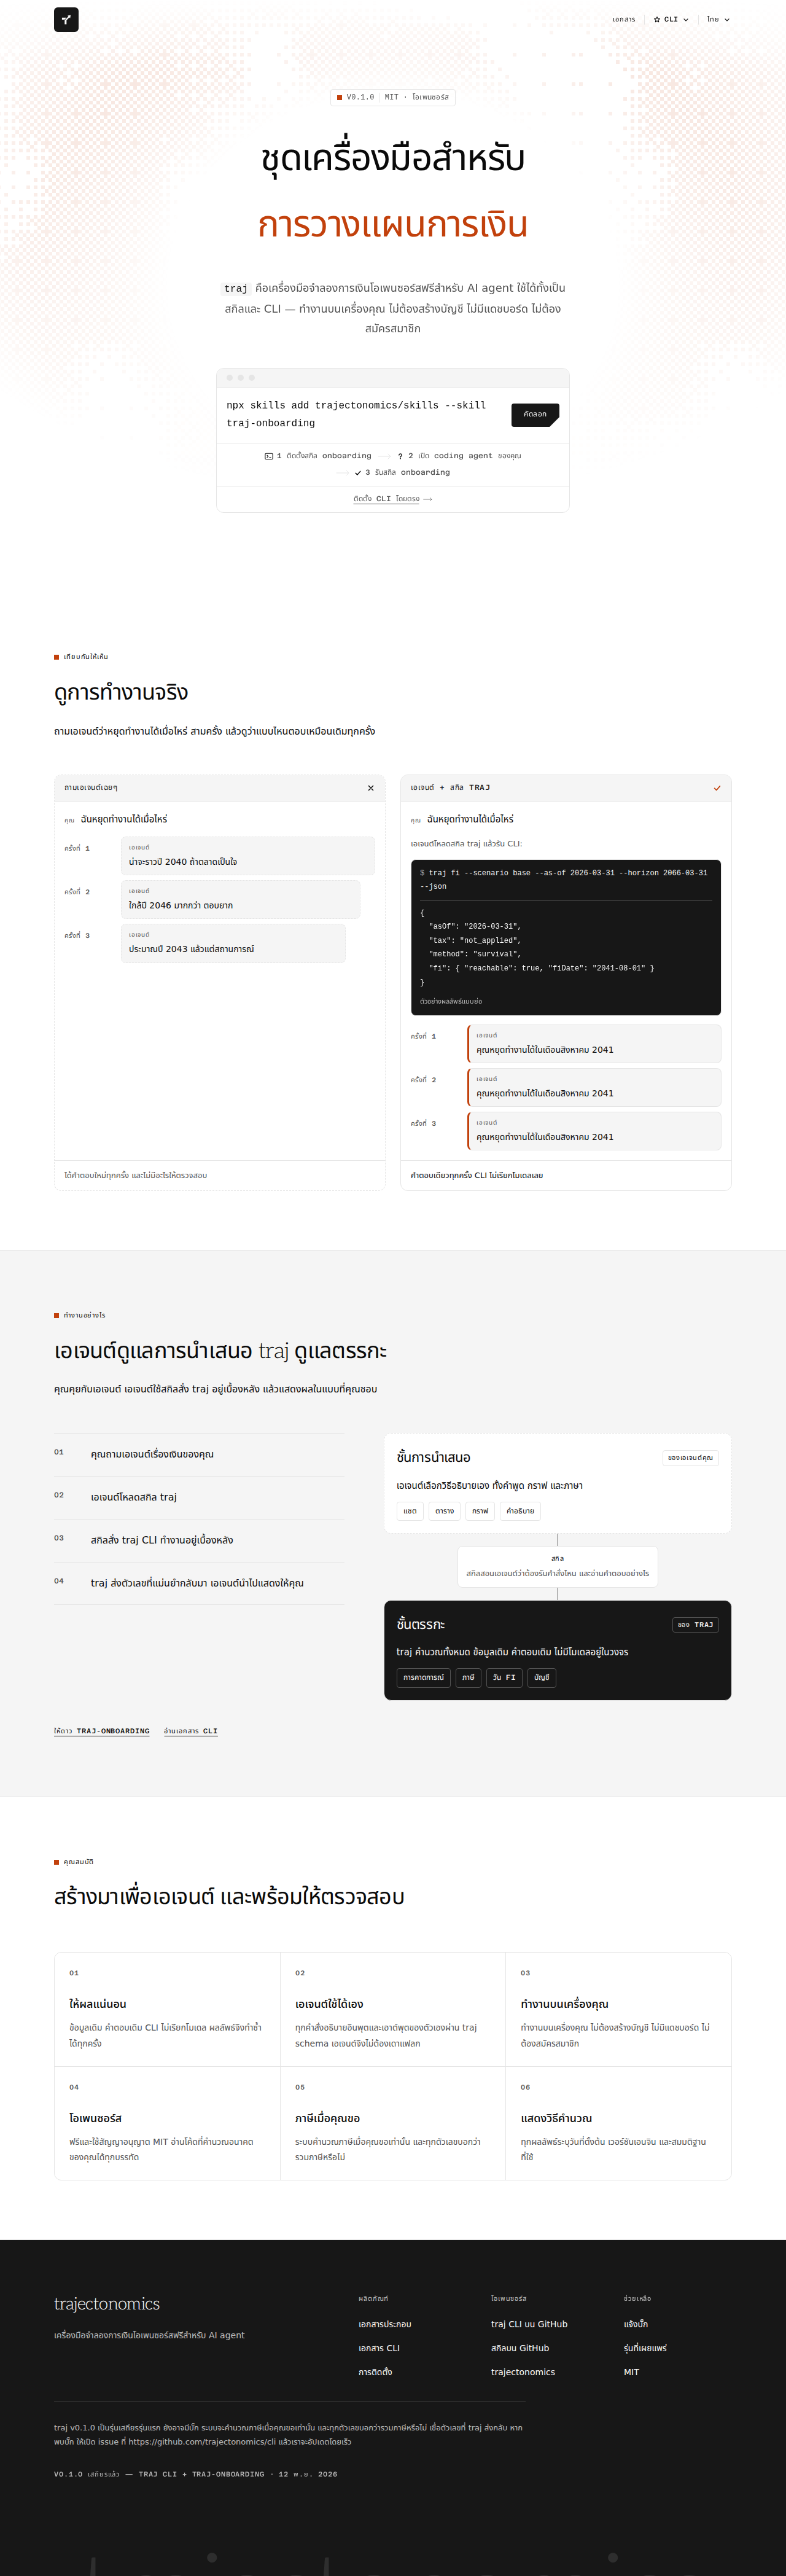 เอกสาร CLI ไทย
V0.1.0 MIT · โอเพนซอร์ส
ชุดเครื่องมือสำหรับ
การวางแผนการเงิน
traj คือเครื่องมือจำลองการเงินโอเพนซอร์สฟรีสำหรับ AI agent ใช้ได้ทั้งเป็น
สกิลและ CLI — ทำงานบนเครื่องคุณ ไม่ต้องสร้างบัญชี ไม่มีแดชบอร์ด ไม่ต้อง
สมัครสมาชิก
npx skills add trajectonomics/skills --skill
traj-onboarding
คัดลอก
1 ติดตั้งสกิล onboarding → ? 2 เปิด coding agent ของคุณ
→ 3 รันสกิล onboarding
ติดตั้ง CLI โดยตรง →
เทียบกันให้เห็น
ดูการทำงานจริง
ถามเอเจนต์ว่าหยุดทำงานได้เมื่อไหร่ สามครั้ง แล้วดูว่าแบบไหนตอบเหมือนเดิมทุกครั้ง
ถามเอเจนต์เฉยๆ
คุณ ฉันหยุดทำงานได้เมื่อไหร่
ครั้งที่ 1
เอเจนต์
น่าจะราวปี 2040 ถ้าตลาดเป็นใจ
ครั้งที่ 2
เอเจนต์
ใกล้ปี 2046 มากกว่า ตอบยาก
ครั้งที่ 3
เอเจนต์
ประมาณปี 2043 แล้วแต่สถานการณ์
ได้คำตอบใหม่ทุกครั้ง และไม่มีอะไรให้ตรวจสอบ
เอเจนต์ + สกิล TRAJ
คุณ ฉันหยุดทำงานได้เมื่อไหร่
เอเจนต์โหลดสกิล traj แล้วรัน CLI:
$ traj fi --scenario base --as-of 2026-03-31 --horizon 2066-03-31
--json
{
"asOf": "2026-03-31",
"tax": "not_applied",
"method": "survival",
"fi": { "reachable": true, "fiDate": "2041-08-01" }
}
ตัวอย่างผลลัพธ์แบบย่อ
ครั้งที่ 1
เอเจนต์
คุณหยุดทำงานได้ในเดือนสิงหาคม 2041
ครั้งที่ 2
เอเจนต์
คุณหยุดทำงานได้ในเดือนสิงหาคม 2041
ครั้งที่ 3
เอเจนต์
คุณหยุดทำงานได้ในเดือนสิงหาคม 2041
คำตอบเดียวทุกครั้ง CLI ไม่เรียกโมเดลเลย
ทำงานอย่างไร
เอเจนต์ดูแลการนำเสนอ traj ดูแลตรรกะ
คุณคุยกับเอเจนต์ เอเจนต์ใช้สกิลสั่ง traj อยู่เบื้องหลัง แล้วแสดงผลในแบบที่คุณชอบ
01 คุณถามเอเจนต์เรื่องเงินของคุณ
02 เอเจนต์โหลดสกิล traj
03 สกิลสั่ง traj CLI ทำงานอยู่เบื้องหลัง
04 traj ส่งตัวเลขที่แม่นยำกลับมา เอเจนต์นำไปแสดงให้คุณ
ชั้นการนำเสนอ
ของเอเจนต์คุณ
เอเจนต์เลือกวิธีอธิบายเอง ทั้งคำพูด กราฟ และภาษา
แชต ตาราง กราฟ คำอธิบาย
สกิล
สกิลสอนเอเจนต์ว่าต้องรันคำสั่งไหน และอ่านคำตอบอย่างไร
ชั้นตรรกะ
ของ TRAJ
traj คำนวณทั้งหมด ข้อมูลเดิม คำตอบเดิม ไม่มีโมเดลอยู่ในวงจร
การคาดการณ์ ภาษี วัน FI บัญชี
ให้ดาว TRAJ-ONBOARDING อ่านเอกสาร CLI
คุณสมบัติ
สร้างมาเพื่อเอเจนต์ และพร้อมให้ตรวจสอบ
01
ให้ผลแน่นอน
ข้อมูลเดิม คำตอบเดิม CLI ไม่เรียกโมเดล ผลลัพธ์จึงทำซ้ำ
ได้ทุกครั้ง
02
เอเจนต์ใช้ได้เอง
ทุกคำสั่งอธิบายอินพุตและเอาต์พุตของตัวเองผ่าน traj
schema เอเจนต์จึงไม่ต้องเดาแฟลก
03
ทำงานบนเครื่องคุณ
ทำงานบนเครื่องคุณ ไม่ต้องสร้างบัญชี ไม่มีแดชบอร์ด ไม่
ต้องสมัครสมาชิก
04
โอเพนซอร์ส
ฟรีและใช้สัญญาอนุญาต MIT อ่านโค้ดที่คำนวณอนาคต
ของคุณได้ทุกบรรทัด
05
ภาษีเมื่อคุณขอ
ระบบคำนวณภาษีเมื่อคุณขอเท่านั้น และทุกตัวเลขบอกว่า
รวมภาษีหรือไม่
06
แสดงวิธีคำนวณ
ทุกผลลัพธ์ระบุวันที่ตั้งต้น เวอร์ชันเอนจิน และสมมติฐาน
ที่ใช้
trajectonomics
เครื่องมือจำลองการเงินโอเพนซอร์สฟรีสำหรับ AI agent
ผลิตภัณฑ์
เอกสารประกอบ
เอกสาร CLI
การติดตั้ง
โอเพนซอร์ส
traj CLI บน GitHub
สกิลบน GitHub
trajectonomics
ช่วยเหลือ
แจ้งบั๊ก
รุ่นที่เผยแพร่
MIT
traj v0.1.0 เป็นรุ่นเสถียรรุ่นแรก ยังอาจมีบั๊ก ระบบจะคำนวณภาษีเมื่อคุณขอเท่านั้น และทุกตัวเลขบอกว่ารวมภาษีหรือไม่ เชื่อตัวเลขที่ traj ส่งกลับ หาก
พบบั๊ก ให้เปิด issue ที่ https://github.com/trajectonomics/cli แล้วเราจะอัปเดตโดยเร็ว
V0.1.0 เสถียรแล้ว — TRAJ CLI + TRAJ-ONBOARDING · 12 พ.ย. 2026